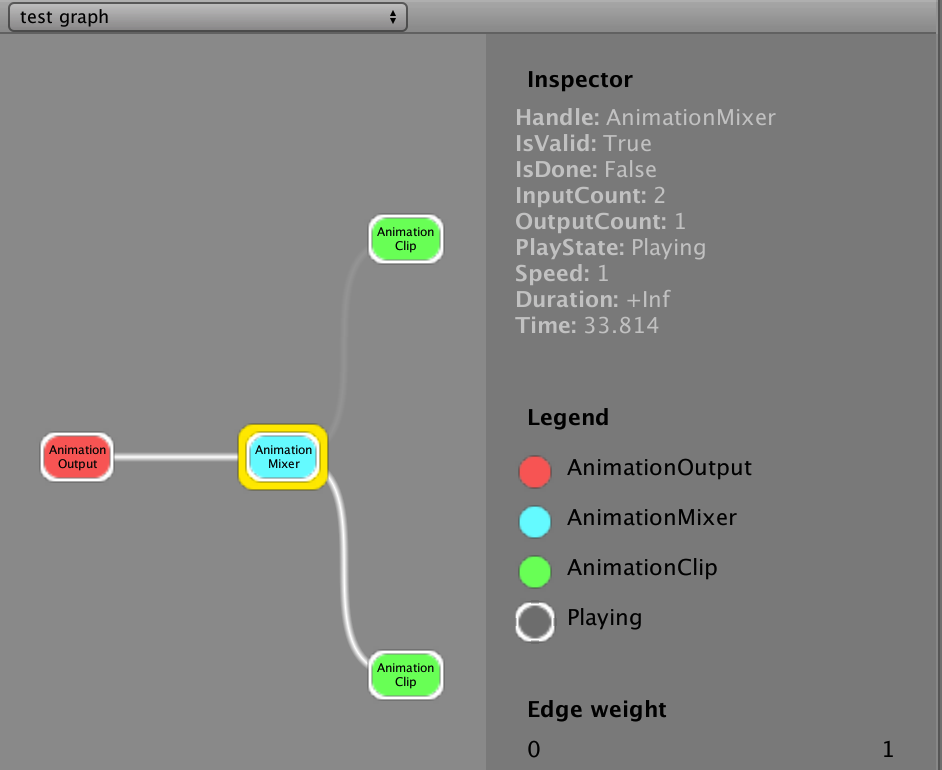 test graph
Animation
Clip
Animation
Output
Animation
Mixer
Animation
Clip
Inspector
Handle: AnimationMixer
IsValid: True
IsDone: False
InputCount: 2
OutputCount: 1
PlayState: Playing
Speed: 1
Duration: +Inf
Time: 33.814
Legend
AnimationOutput
AnimationMixer
AnimationClip
Playing
Edge weight
0 1